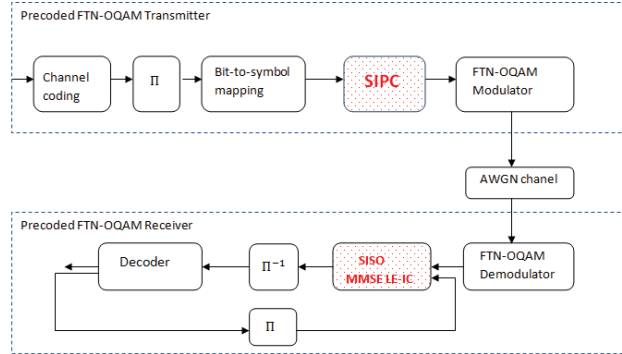 Precoded FTN-OQAM Transmitter
Channel
coding
Π
Bit-to-symbol
mapping
SIPC
FTN-OQAM
Modulator
AWGN chanel
Precoded FTN-OQAM Receiver
Decoder
Π⁻¹
SISO
MMSE LE-IC
FTN-OQAM
Demodulator
Π